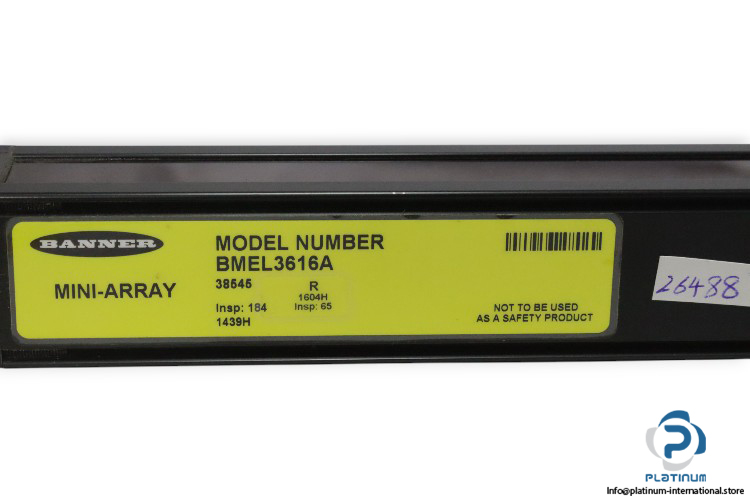 BANNER
MINI-ARRAY
MODEL NUMBER
BMEL3616A
38545 R
1604H
Insp: 184 Insp: 65
1439H
NOT TO BE USED
AS A SAFETY PRODUCT
26488
PLATINUM
Info@platinum-international.store